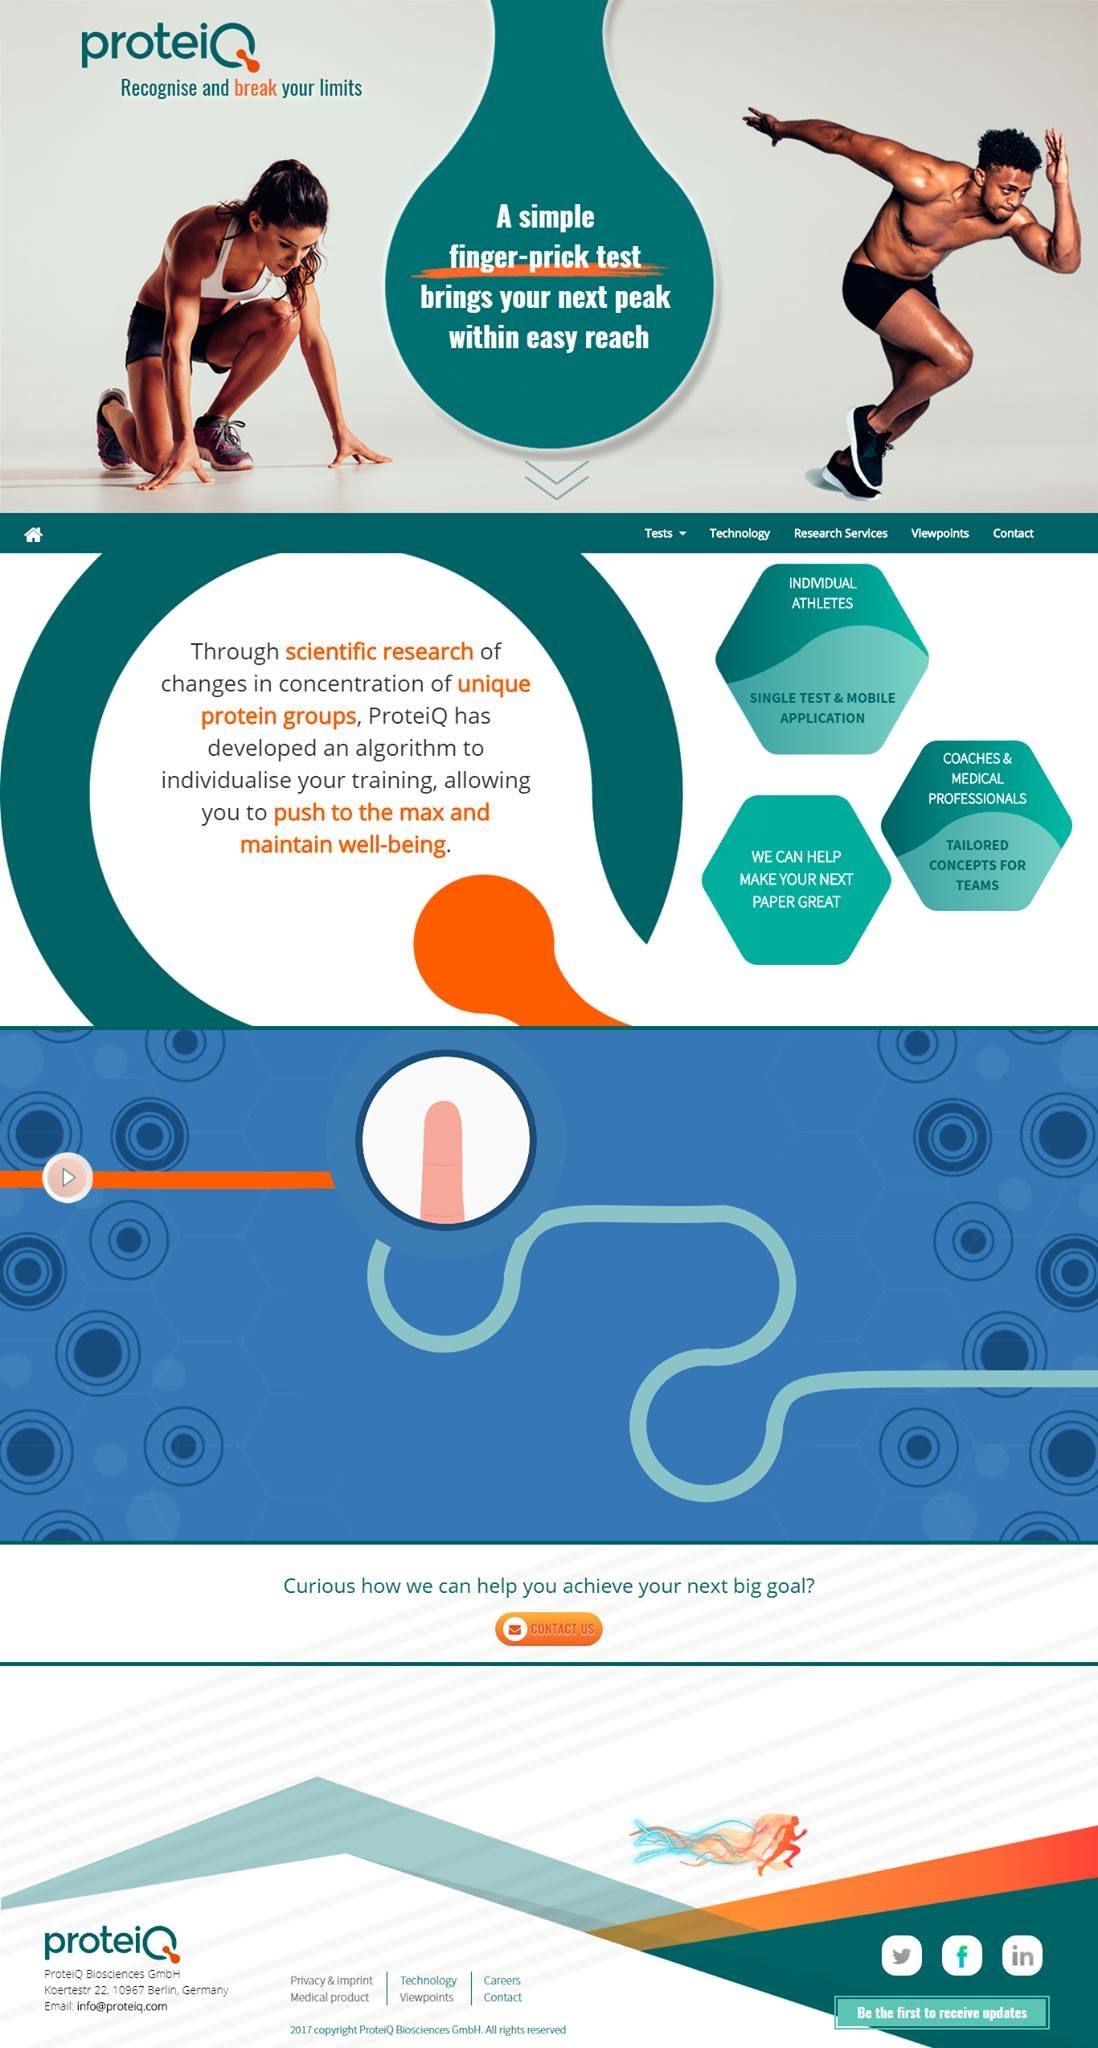 proteiQ
Recognise and break your limits
A simple
finger-prick test
brings your next peak
within easy reach
Tests
Technology
Research Services
Viewpoints
Contact
Through scientific research of
changes in concentration of unique
protein groups, ProteiQ has
developed an algorithm to
individualise your training, allowing
you to push to the max and
maintain well-being.
INDIVIDUAL
ATHLETES
SINGLE TEST & MOBILE
APPLICATION
COACHES &
MEDICAL
PROFESSIONALS
TAILORED
CONCEPTS FOR
TEAMS
WE CAN HELP
MAKE YOUR NEXT
PAPER GREAT
Curious how we can help you achieve your next big goal?
CONTACT US
proteiQ
ProteiQ Biosciences GmbH
Koertestr 22, 10967 Berlin, Germany
Email: info@proteiq.com
Privacy & imprint
Medical product
Technology
Viewpoints
Careers
Contact
2017 copyright ProteiQ Biosciences GmbH. All rights reserved
Be the first to receive updates